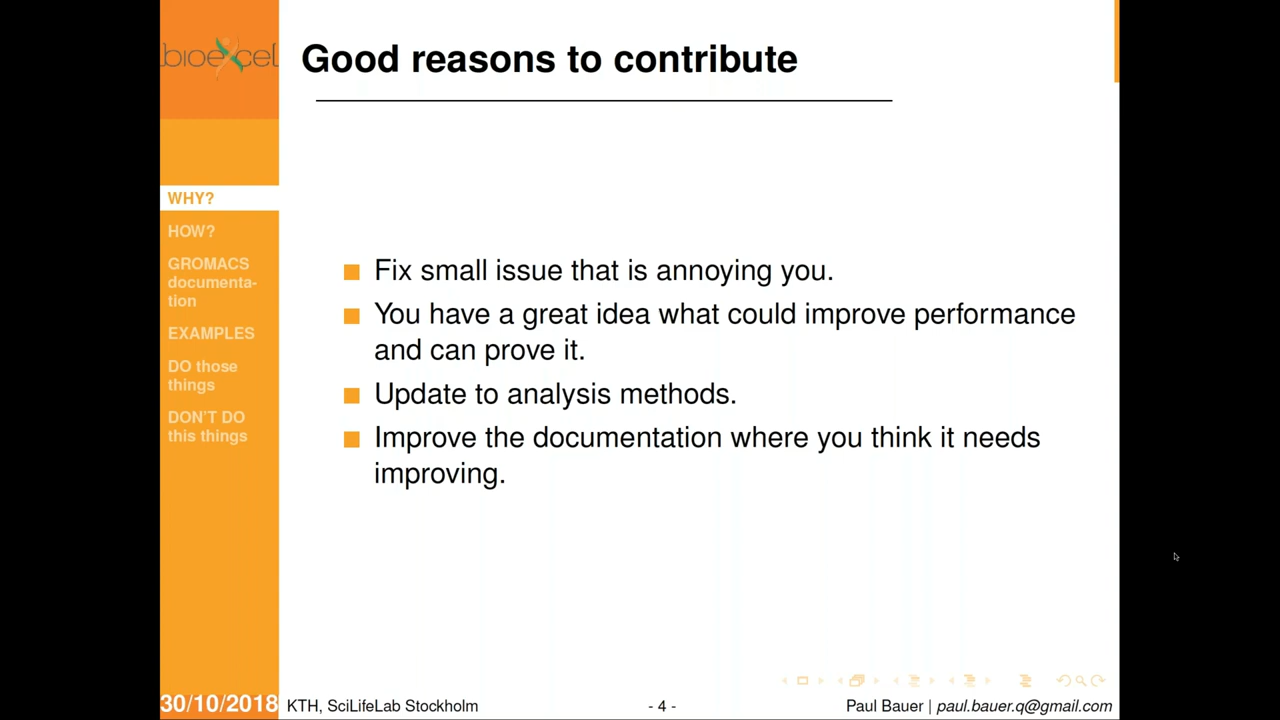 bioexcel
Good reasons to contribute
WHY?
HOW?
GROMACS
documenta-
tion
EXAMPLES
DO those
things
DON'T DO
this things
Fix small issue that is annoying you.
You have a great idea what could improve performance
and can prove it.
Update to analysis methods.
Improve the documentation where you think it needs
improving.
30/10/2018
KTH, SciLifeLab Stockholm
- 4 -
Paul Bauer | paul.bauer.q@gmail.com